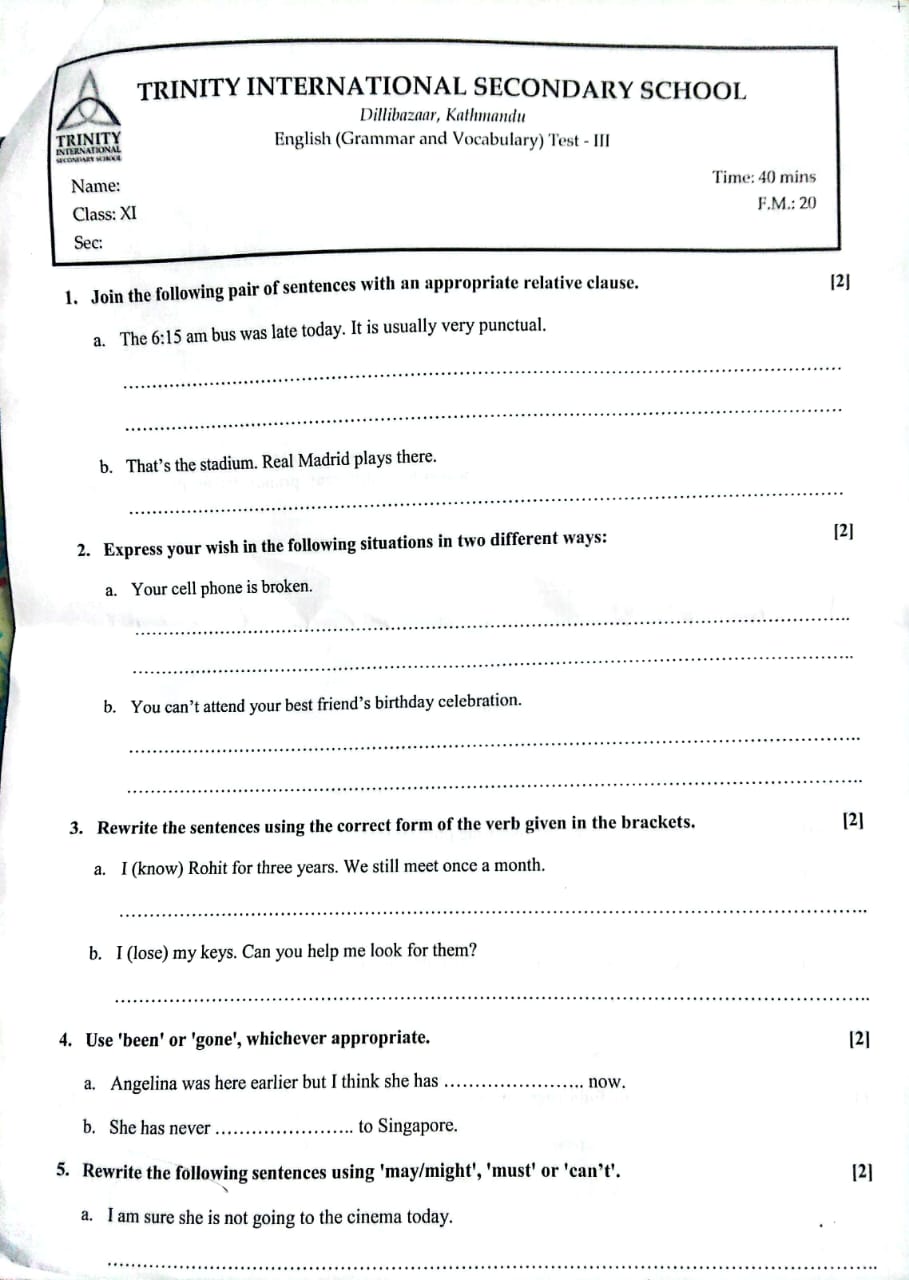 TRINITY INTERNATIONAL SECONDARY SCHOOL
Dillibazaar, Kathmandu
English (Grammar and Vocabulary) Test - III
TRINITY
INTERNATIONAL
SECONDARY SCHOOL
Time: 40 mins
Name:
F.M.: 20
Class: XI
Sec:
1. Join the following pair of sentences with an appropriate relative clause. [2]
a. The 6:15 am bus was late today. It is usually very punctual.
b. That's the stadium. Real Madrid plays there.
2. Express your wish in the following situations in two different ways: [2]
a. Your cell phone is broken.
b. You can't attend your best friend's birthday celebration.
3. Rewrite the sentences using the correct form of the verb given in the brackets. [2]
a. I (know) Rohit for three years. We still meet once a month.
b. I (lose) my keys. Can you help me look for them?
4. Use 'been' or 'gone', whichever appropriate. [2]
a. Angelina was here earlier but I think she has ....................... now.
b. She has never ....................... to Singapore.
5. Rewrite the following sentences using 'may/might', 'must' or 'can't'. [2]
a. I am sure she is not going to the cinema today.